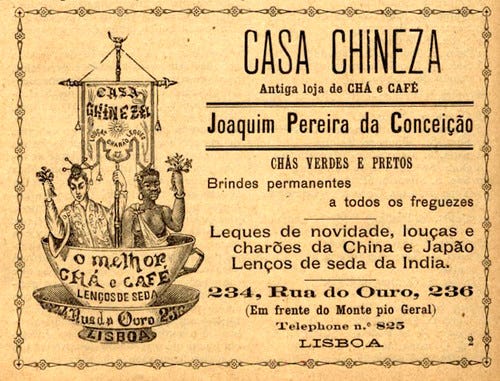 CASA
CHINEZA
o melhor
CHÁ e CAFÉ
LENÇOS DE SEDA
Rua do Ouro
LISBOA
CASA CHINEZA
Antiga loja de CHÁ e CAFÉ
Joaquim Pereira da Conceição
CHÁS VERDES E PRETOS
Brindes permanentes
a todos os freguezes
Leques de novidade, louças e
charões da China e Japão
Lenços de seda da India.
234, Rua do Ouro, 236
(Em frente do Monte pio Geral)
Telephone n.º 825
LISBOA
2